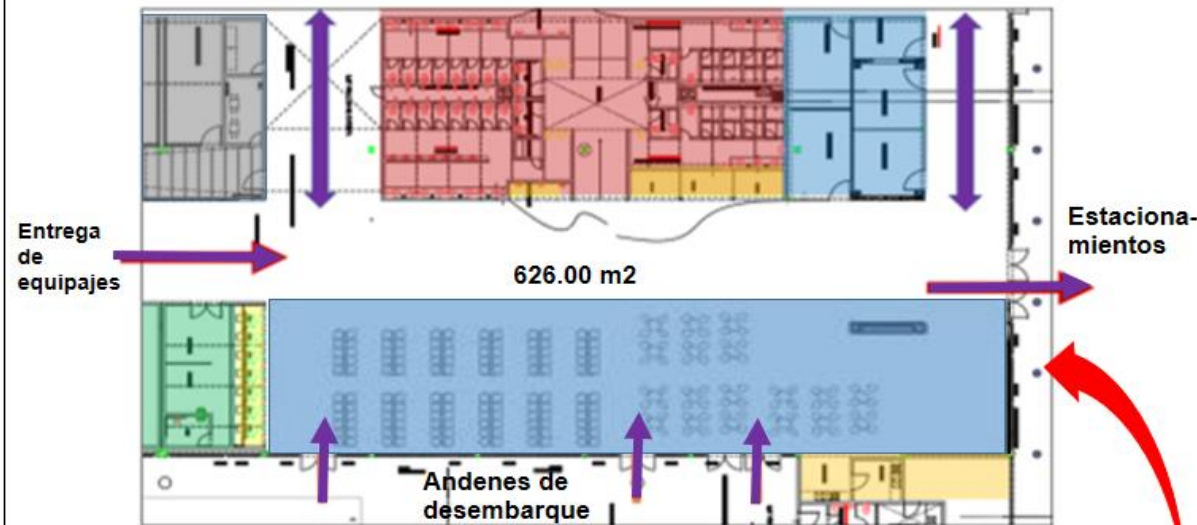 Entrega
de
equipajes
626.00 m2
Estaciona-
mientos
Andenes de
desembarque